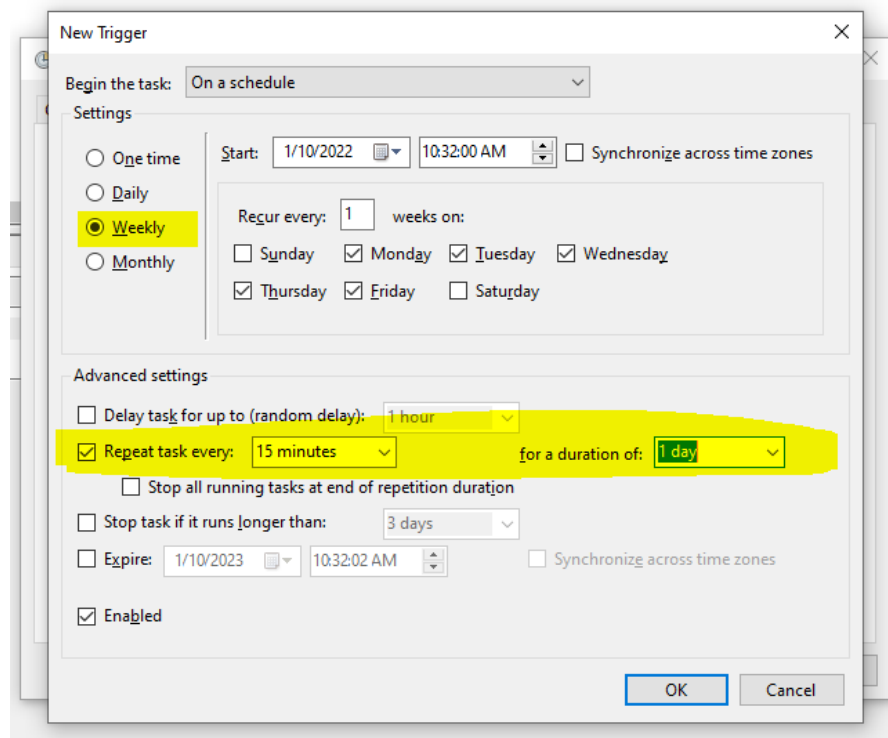 New Trigger
Begin the task: On a schedule
Settings
One time
Daily
Weekly
Monthly
Start: 1/10/2022 10:32:00 AM Synchronize across time zones
Recur every: 1 weeks on:
Sunday Monday Tuesday Wednesday
Thursday Friday Saturday
Advanced settings
Delay task for up to (random delay): 1 hour
Repeat task every: 15 minutes for a duration of: 1 day
Stop all running tasks at end of repetition duration
Stop task if it runs longer than: 3 days
Expire: 1/10/2023 10:32:02 AM Synchronize across time zones
Enabled
OK Cancel